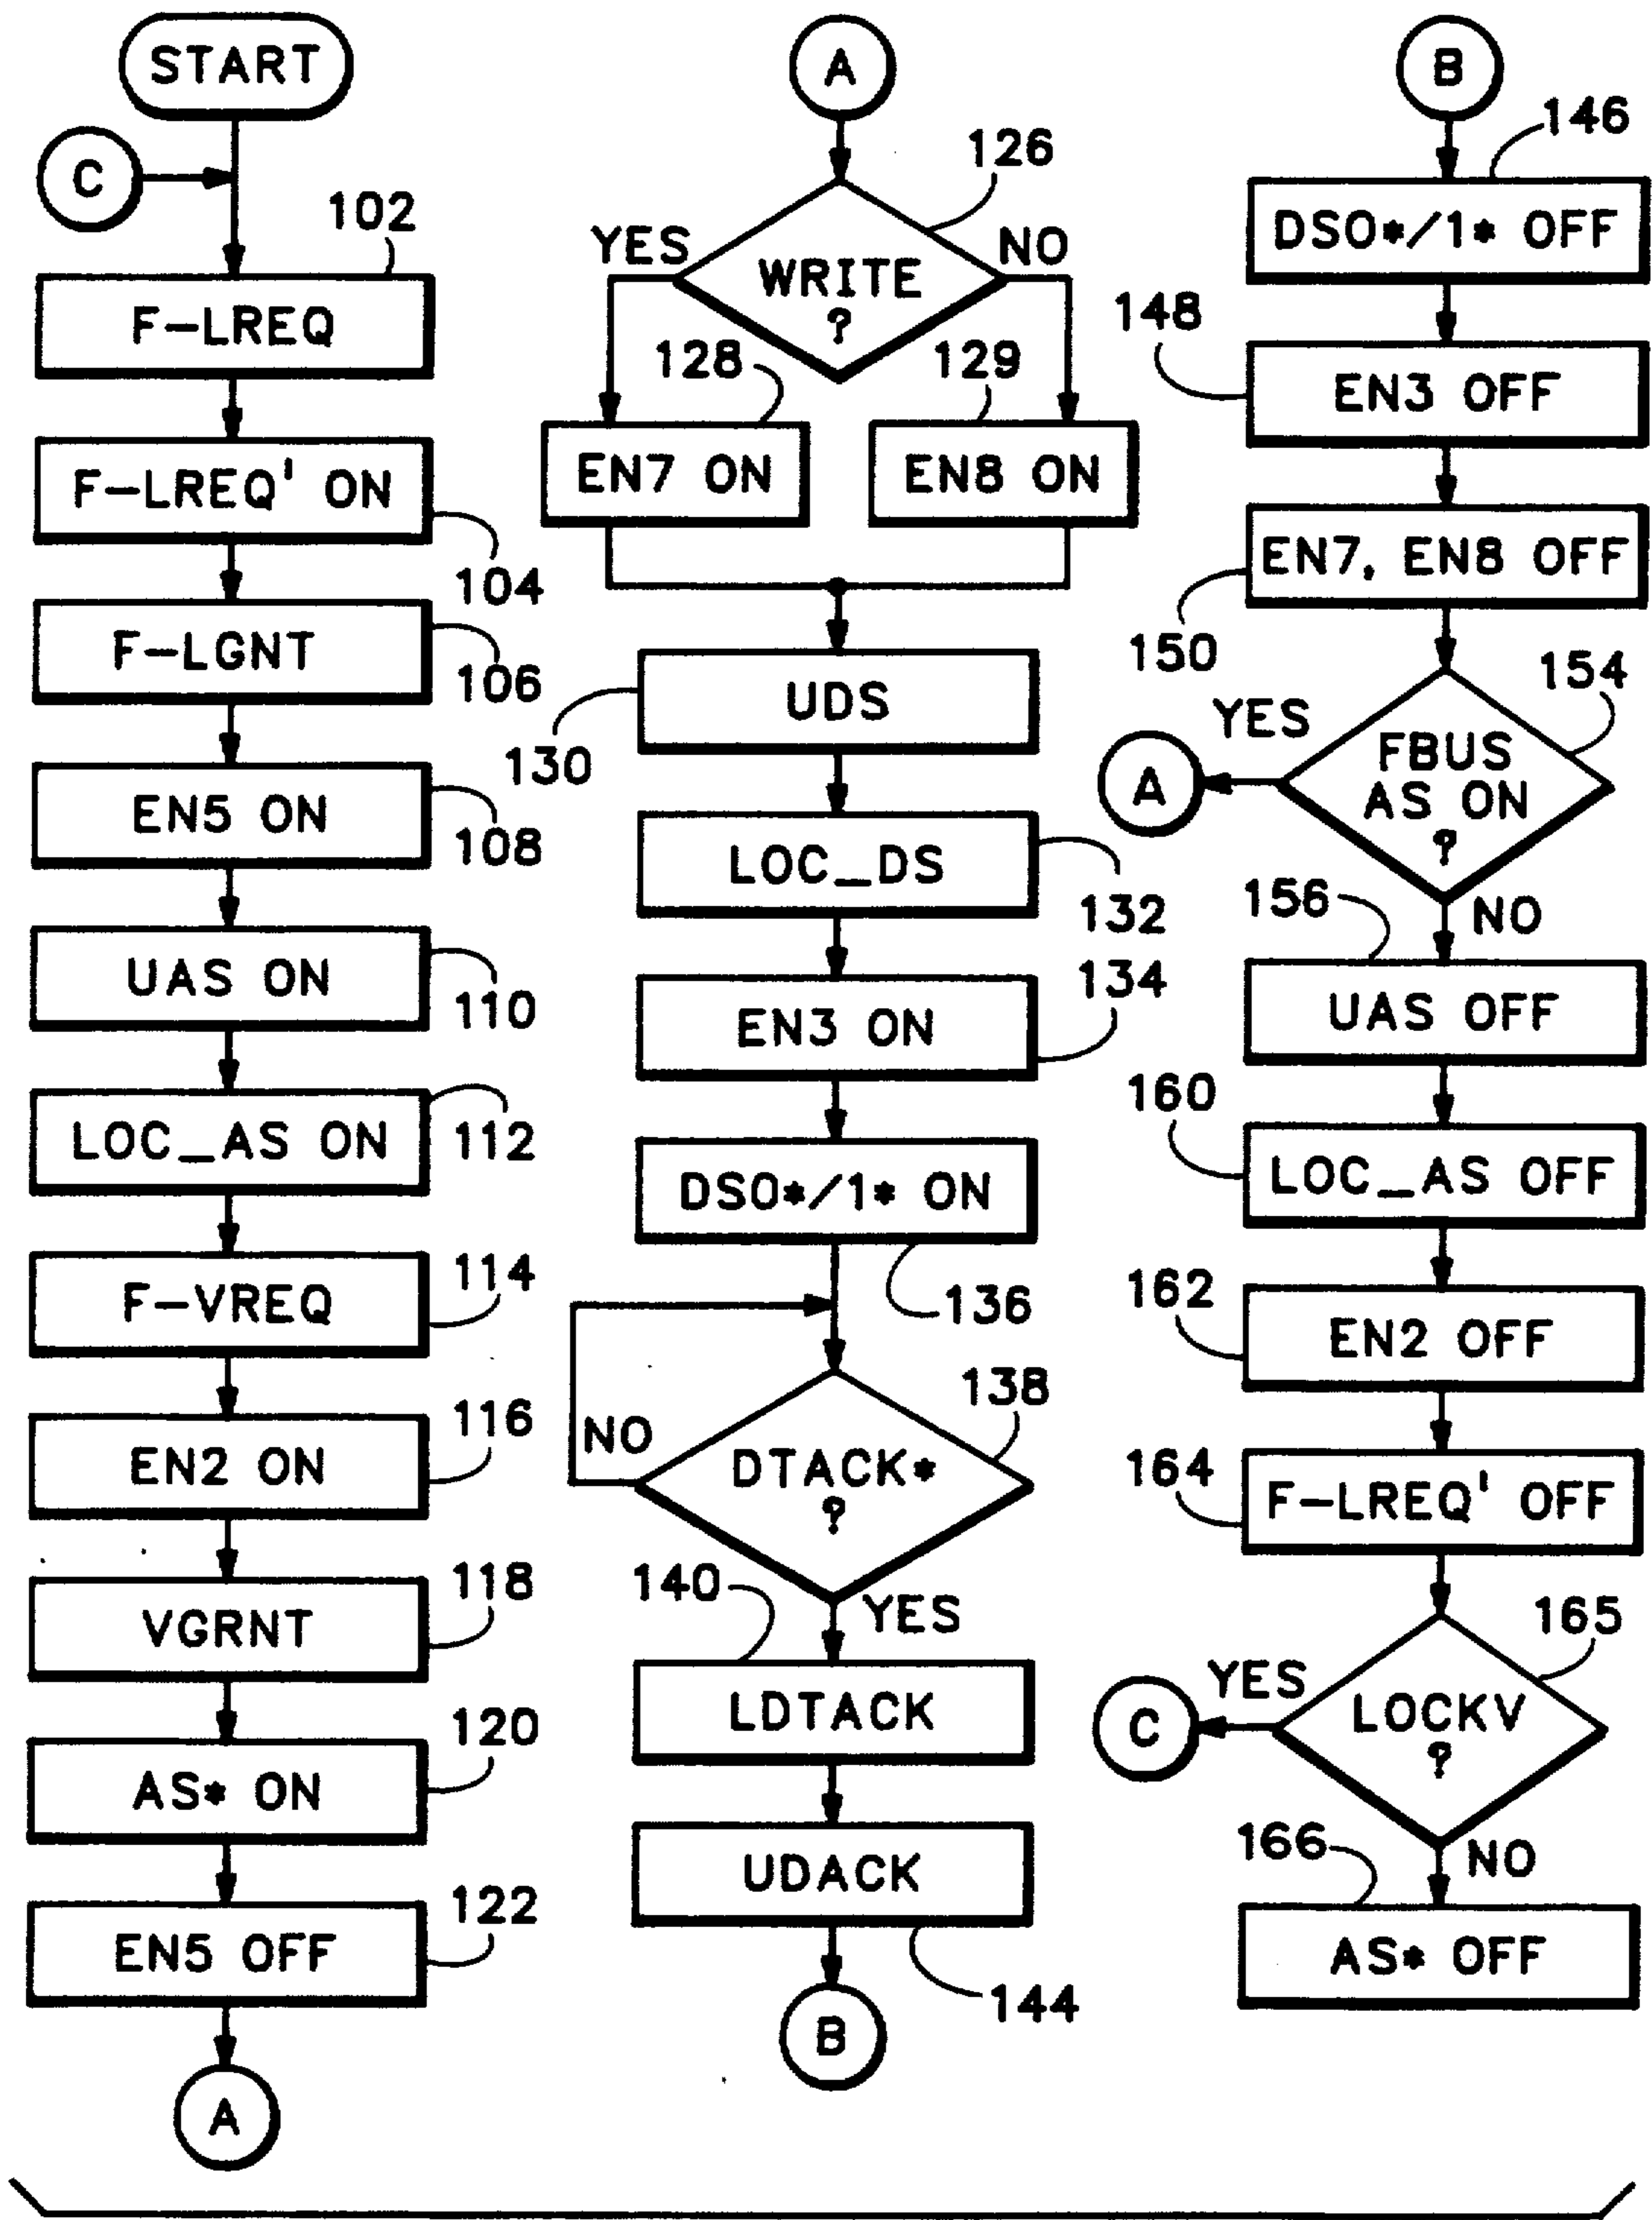 START
C
102
F-LREQ
F-LREQ' ON
104
F-LGNT
106
EN5 ON
108
UAS ON
110
LOC_AS ON
112
F-VREQ
114
EN2 ON
116
VGRNT
118
AS* ON
120
EN5 OFF
122
A
A
126
YES
NO
WRITE
?
128
129
EN7 ON
EN8 ON
UDS
130
LOC_DS
132
134
EN3 ON
DSO*/1* ON
136
138
NO
DTACK*
?
140
YES
LDTACK
UDACK
144
B
B
146
DSO*/1* OFF
148
EN3 OFF
EN7, EN8 OFF
150
154
YES
FBUS
AS ON
?
A
156
NO
UAS OFF
160
LOC_AS OFF
162
EN2 OFF
164
F-LREQ' OFF
165
YES
LOCKV
?
C
166
NO
AS* OFF